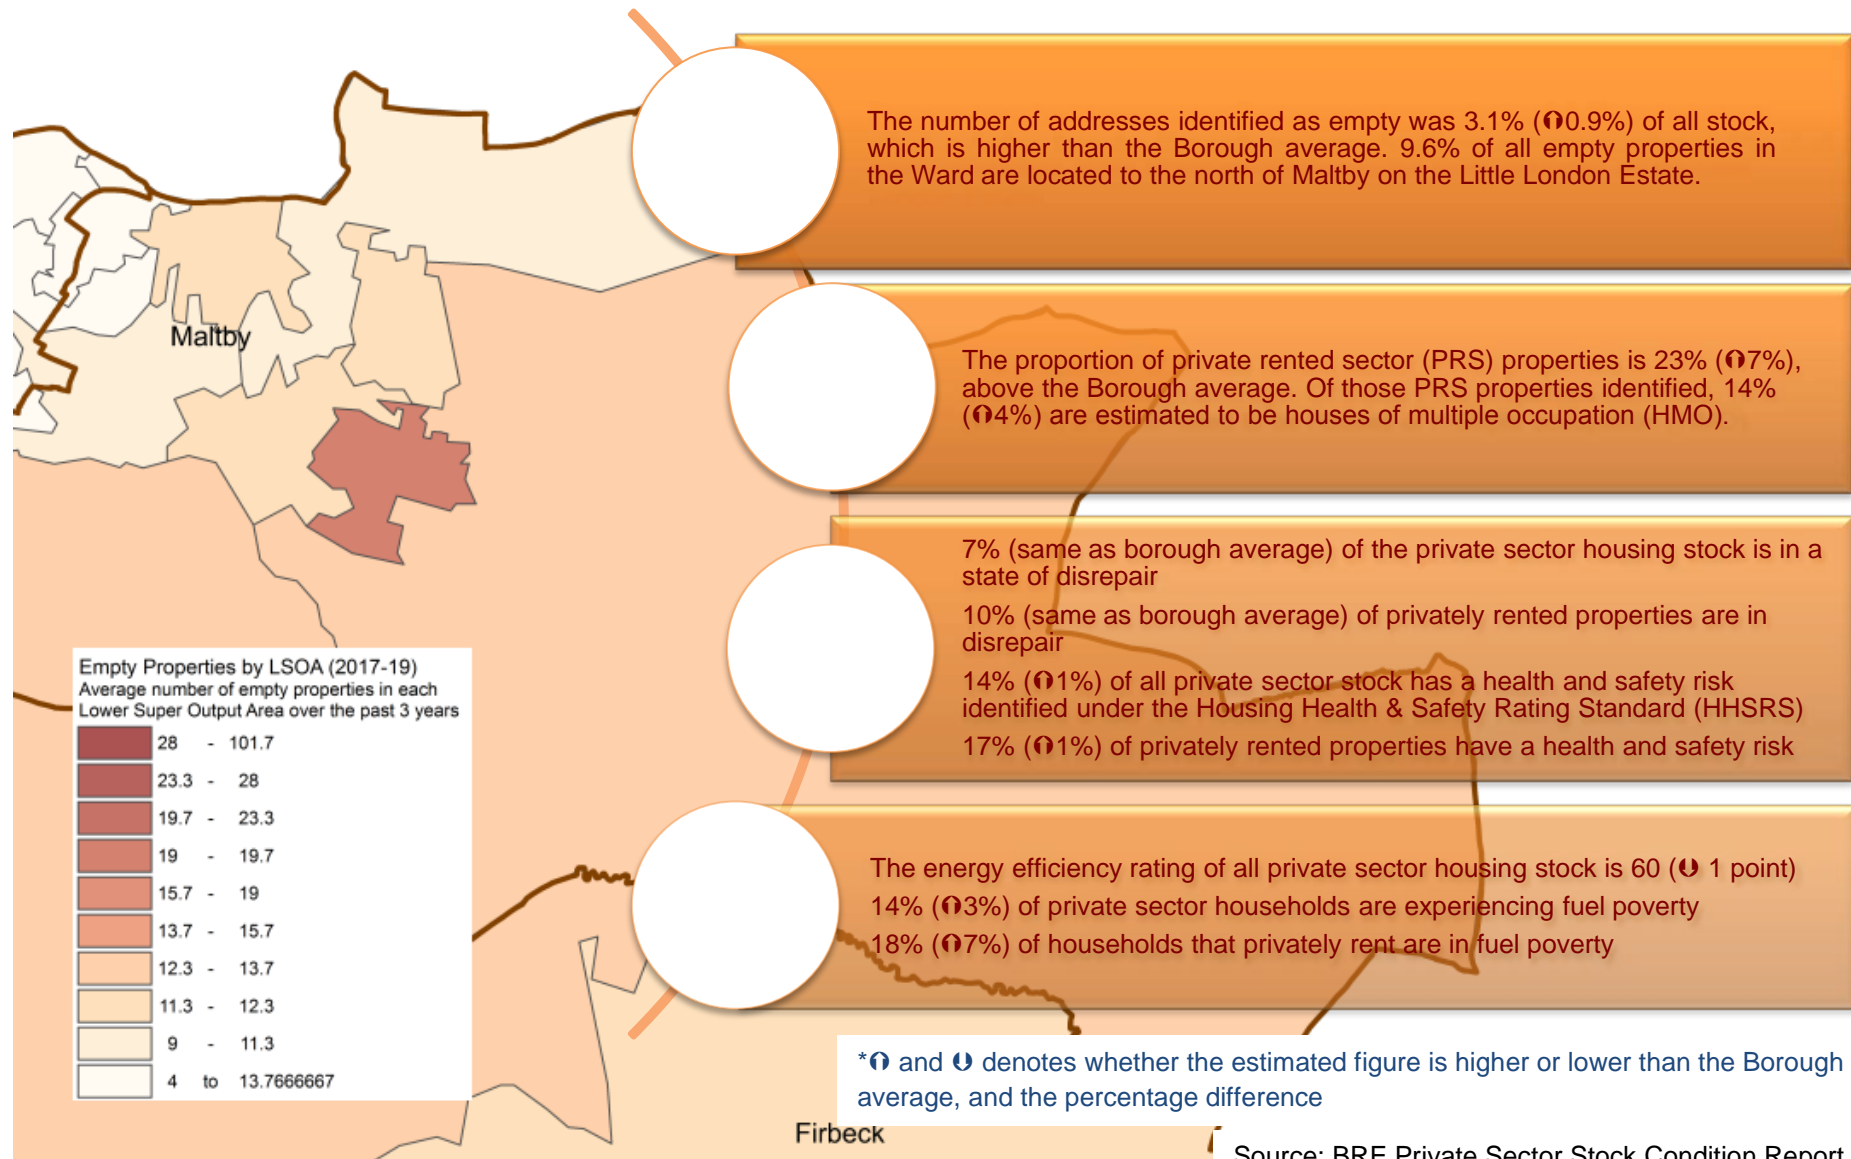 The number of addresses identified as empty was 3.1% (⮉0.9%) of all stock,
which is higher than the Borough average. 9.6% of all empty properties in
the Ward are located to the north of Maltby on the Little London Estate.
Maltby
The proportion of private rented sector (PRS) properties is 23% (⮉7%),
above the Borough average. Of those PRS properties identified, 14%
(⮉4%) are estimated to be houses of multiple occupation (HMO).
7% (same as borough average) of the private sector housing stock is in a
state of disrepair
10% (same as borough average) of privately rented properties are in
disrepair
14% (⮉1%) of all private sector stock has a health and safety risk
identified under the Housing Health & Safety Rating Standard (HHSRS)
17% (⮉1%) of privately rented properties have a health and safety risk
Empty Properties by LSOA (2017-19)
Average number of empty properties in each
Lower Super Output Area over the past 3 years
28 - 101.7
23.3 - 28
19.7 - 23.3
19 - 19.7
15.7 - 19
13.7 - 15.7
12.3 - 13.7
11.3 - 12.3
9 - 11.3
4 to 13.7666667
The energy efficiency rating of all private sector housing stock is 60 (⮋ 1 point)
14% (⮉3%) of private sector households are experiencing fuel poverty
18% (⮉7%) of households that privately rent are in fuel poverty
*⮉ and ⮋ denotes whether the estimated figure is higher or lower than the Borough
average, and the percentage difference
Firbeck
Source: BRE Private Sector Stock Condition Report